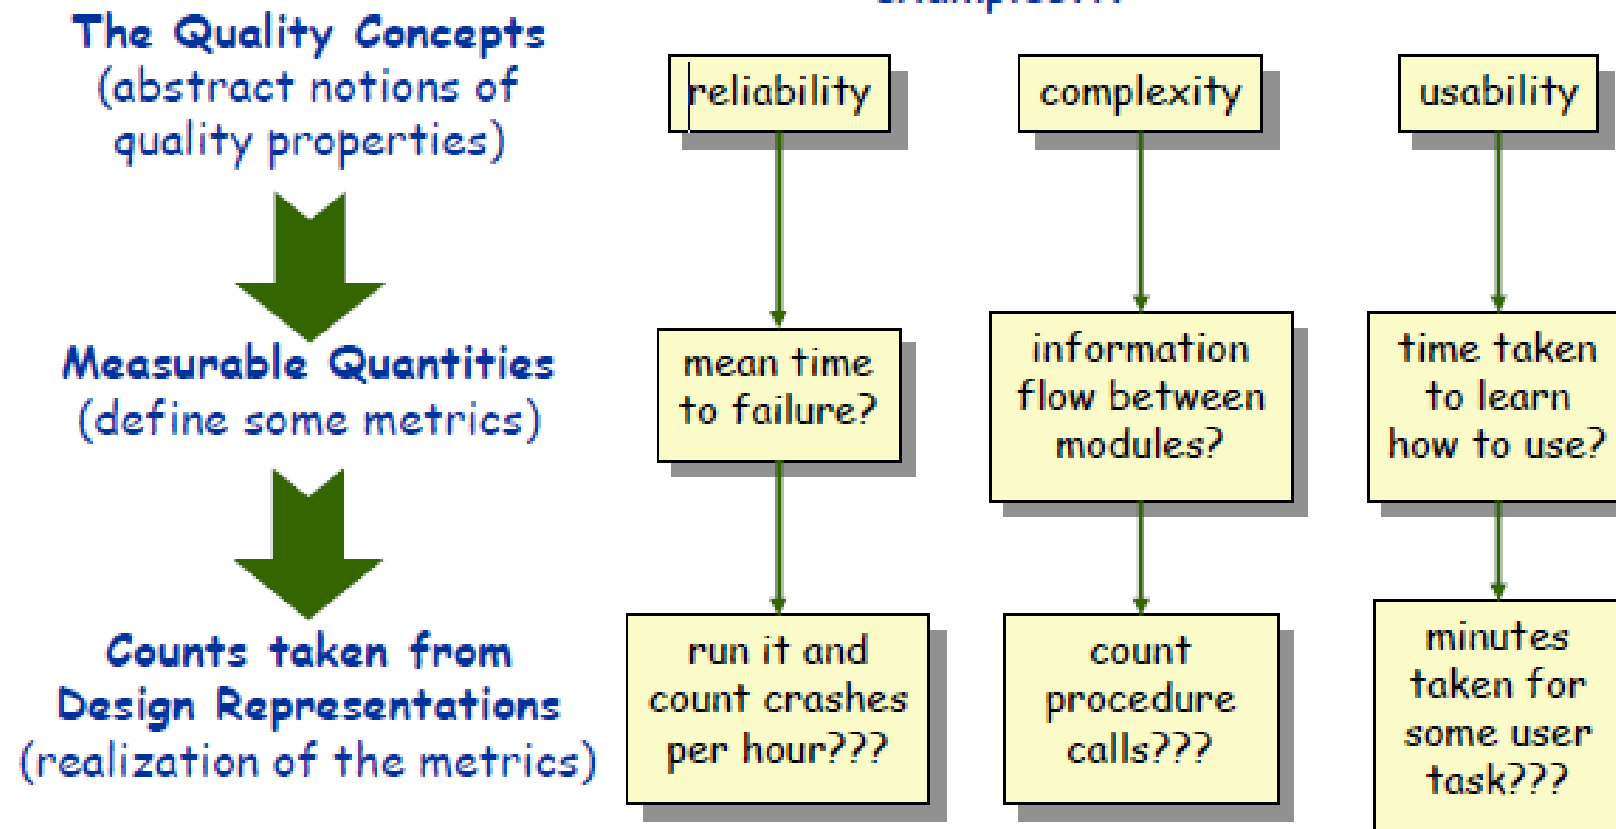 The Quality Concepts
(abstract notions of
quality properties)
reliability
complexity
usability
Measurable Quantities
(define some metrics)
mean time
to failure?
information
flow between
modules?
time taken
to learn
how to use?
Counts taken from
Design Representations
(realization of the metrics)
run it and
count crashes
per hour???
count
procedure
calls???
minutes
taken for
some user
task???